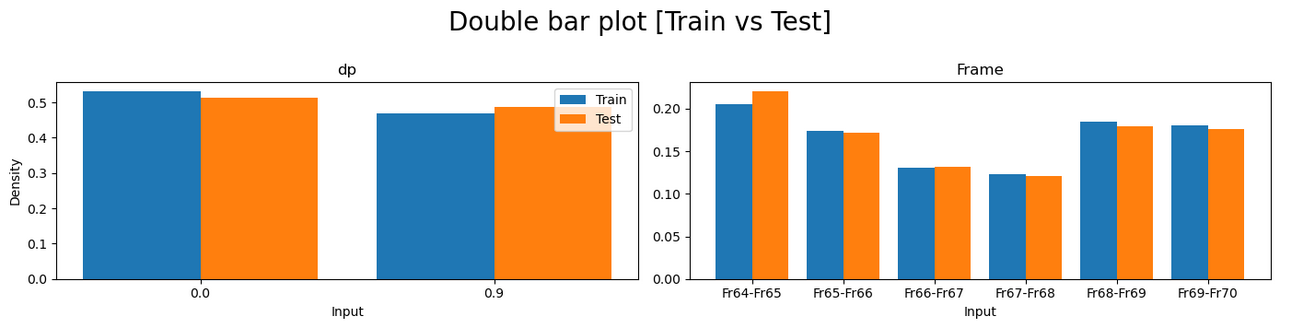 Double bar plot [Train vs Test]
dp
Density
0.5
0.4
0.3
0.2
0.1
0.0
Train
Test
0.0
0.9
Input
Frame
0.20
0.15
0.10
0.05
0.00
Fr64-Fr65
Fr65-Fr66
Fr66-Fr67
Fr67-Fr68
Fr68-Fr69
Fr69-Fr70
Input